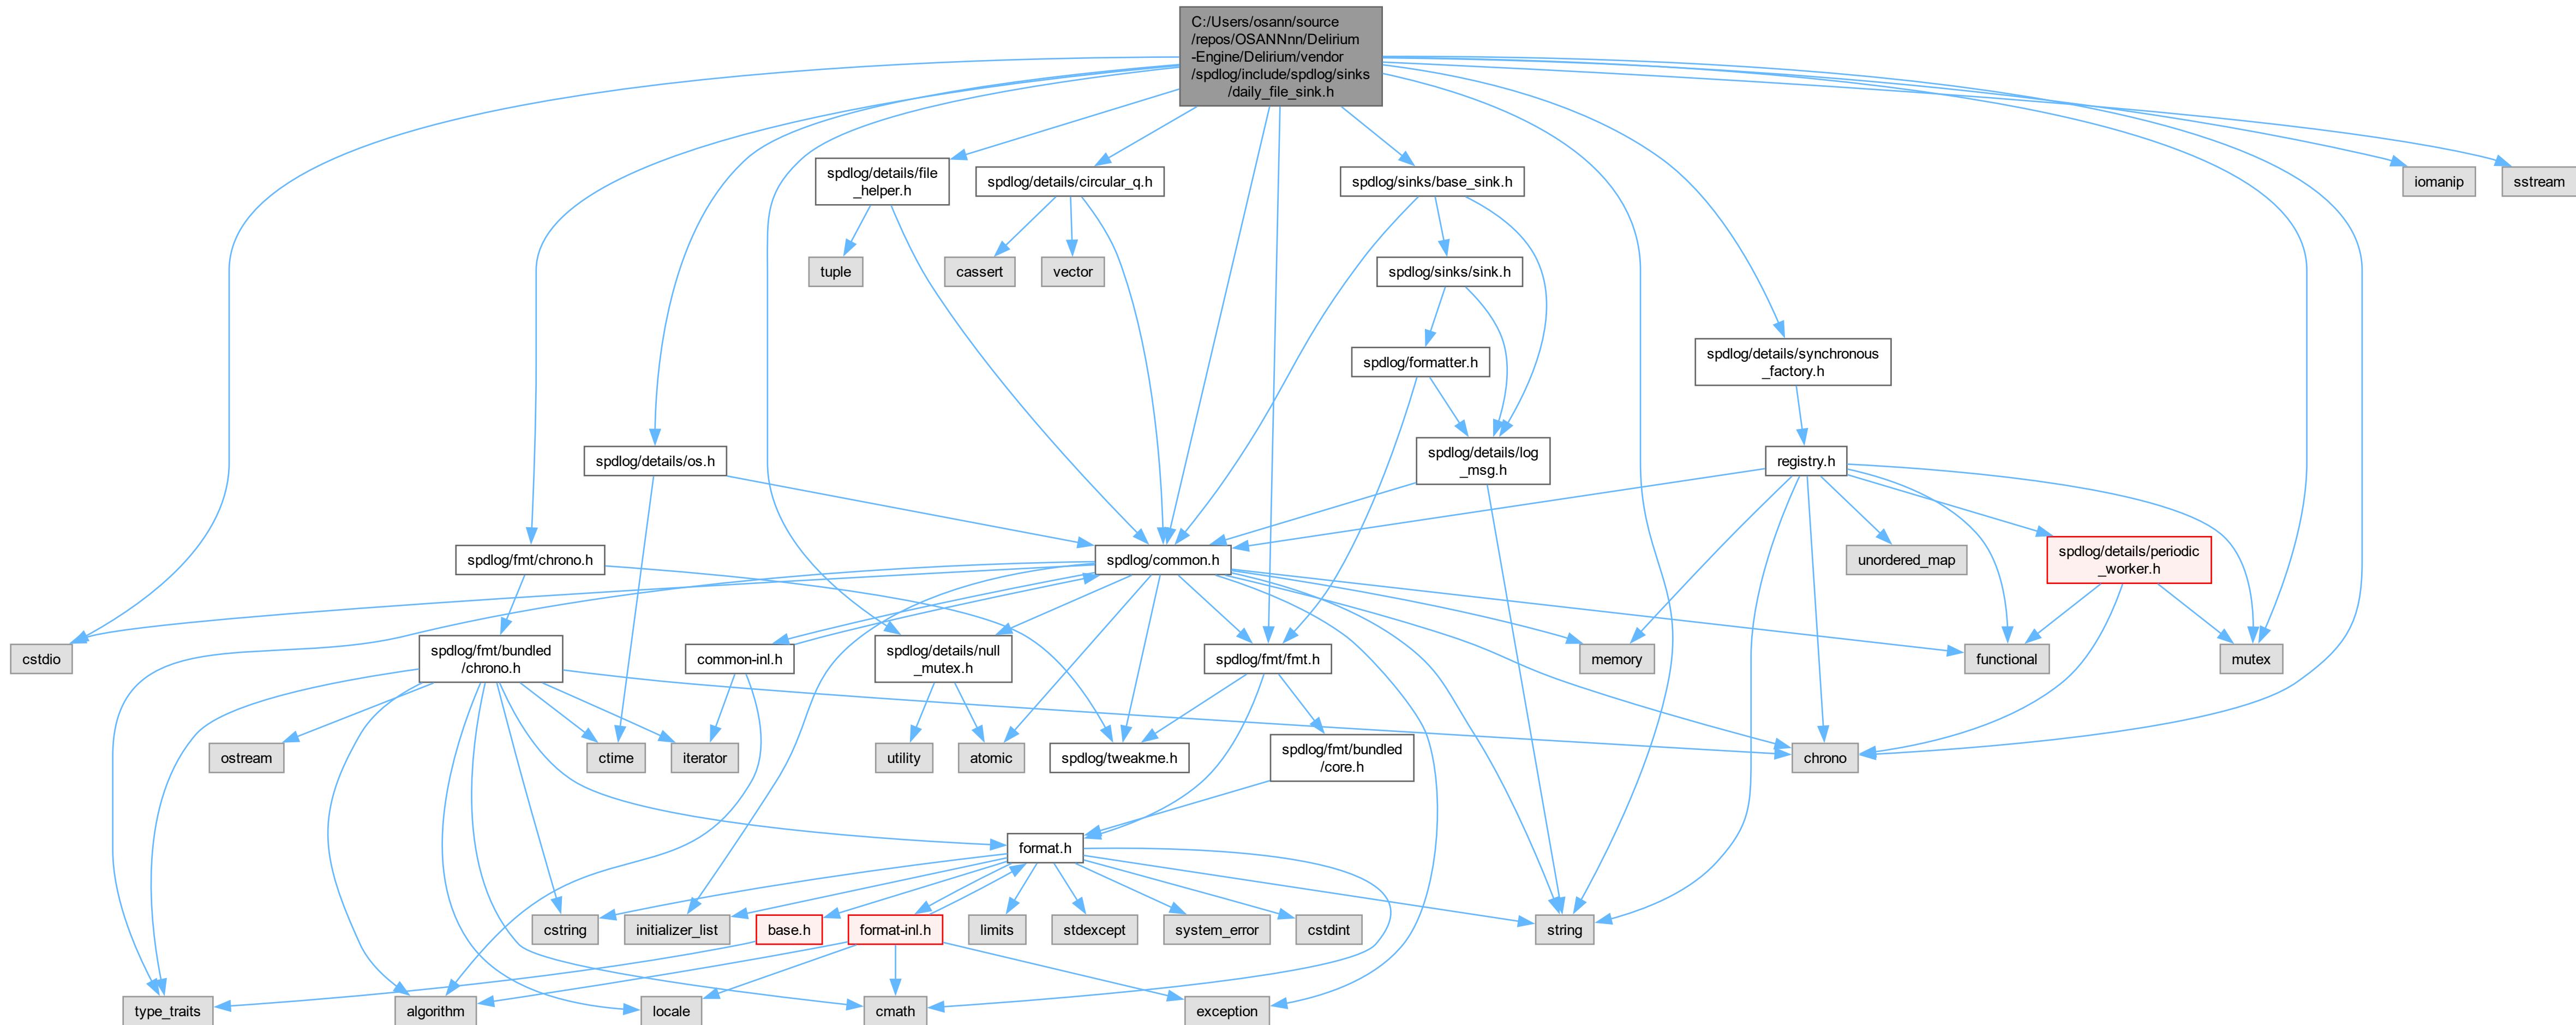 C:/Users/osann/source
/repos/OSANNnn/Delirium
-Engine/Delirium/vendor
/spdlog/include/spdlog/sinks
/daily_file_sink.h
spdlog/details/file
_helper.h
spdlog/details/circular_q.h
spdlog/sinks/base_sink.h
iomanip
sstream
tuple
cassert
vector
spdlog/sinks/sink.h
spdlog/formatter.h
spdlog/details/synchronous
_factory.h
spdlog/details/os.h
spdlog/details/log
_msg.h
registry.h
spdlog/fmt/chrono.h
spdlog/common.h
unordered_map
spdlog/details/periodic
_worker.h
cstdio
spdlog/fmt/bundled
/chrono.h
common-inl.h
spdlog/details/null
_mutex.h
spdlog/fmt/fmt.h
memory
functional
mutex
ostream
ctime
iterator
utility
atomic
spdlog/tweakme.h
spdlog/fmt/bundled
/core.h
chrono
format.h
cstring
initializer_list
base.h
format-inl.h
limits
stdexcept
system_error
cstdint
string
type_traits
algorithm
locale
cmath
exception